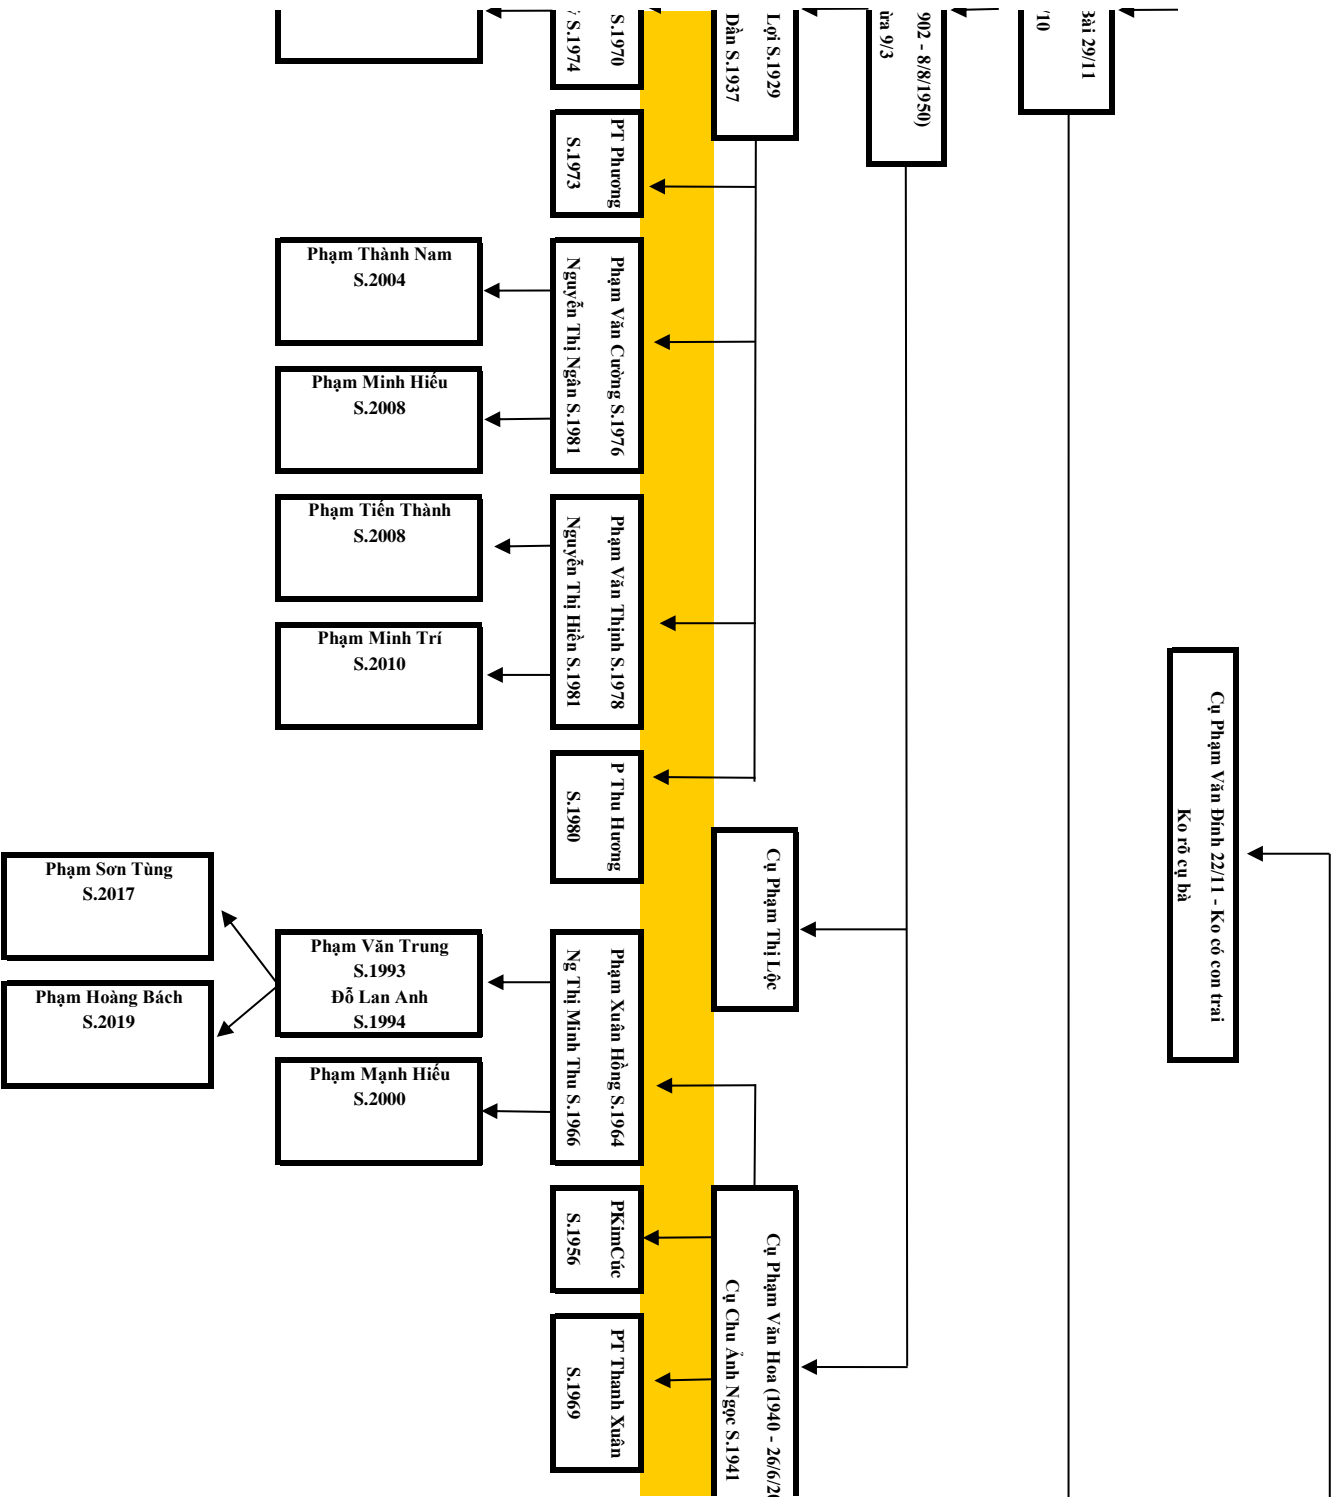 Bài 29/11
/10
902 - 8/8/1950)
ừa 9/3
Lợi S.1929
Dần S.1937
S.1970
S.1974
PT Phương
S.1973
Phạm Văn Cường S.1976
Nguyễn Thị Ngân S.1981
Phạm Thành Nam
S.2004
Phạm Minh Hiếu
S.2008
Phạm Văn Thịnh S.1978
Nguyễn Thị Hiền S.1981
Phạm Tiến Thành
S.2008
Phạm Minh Trí
S.2010
P Thu Hương
S.1980
Cụ Phạm Văn Đính 22/11 - Ko có con trai
Ko rõ cụ bà
Cụ Phạm Thị Lộc
Phạm Xuân Hồng S.1964
Ng Thị Minh Thu S.1966
Phạm Văn Trung
S.1993
Đỗ Lan Anh
S.1994
Phạm Sơn Tùng
S.2017
Phạm Hoàng Bách
S.2019
Phạm Mạnh Hiếu
S.2000
PKimCúc
S.1956
PT Thanh Xuân
S.1969
Cụ Phạm Văn Hoa (1940 - 26/6/20
Cụ Chu Ảnh Ngọc S.1941